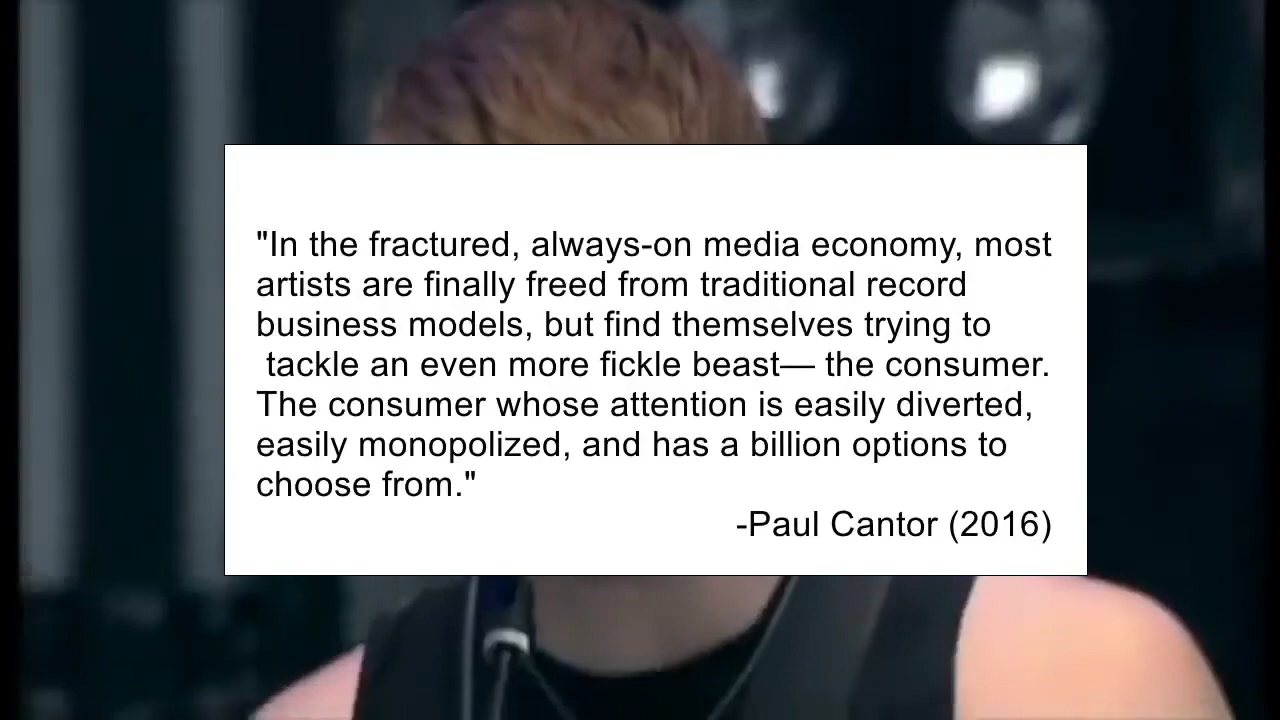 "In the fractured, always-on media economy, most
artists are finally freed from traditional record
business models, but find themselves trying to
tackle an even more fickle beast— the consumer.
The consumer whose attention is easily diverted,
easily monopolized, and has a billion options to
choose from."
-Paul Cantor (2016)